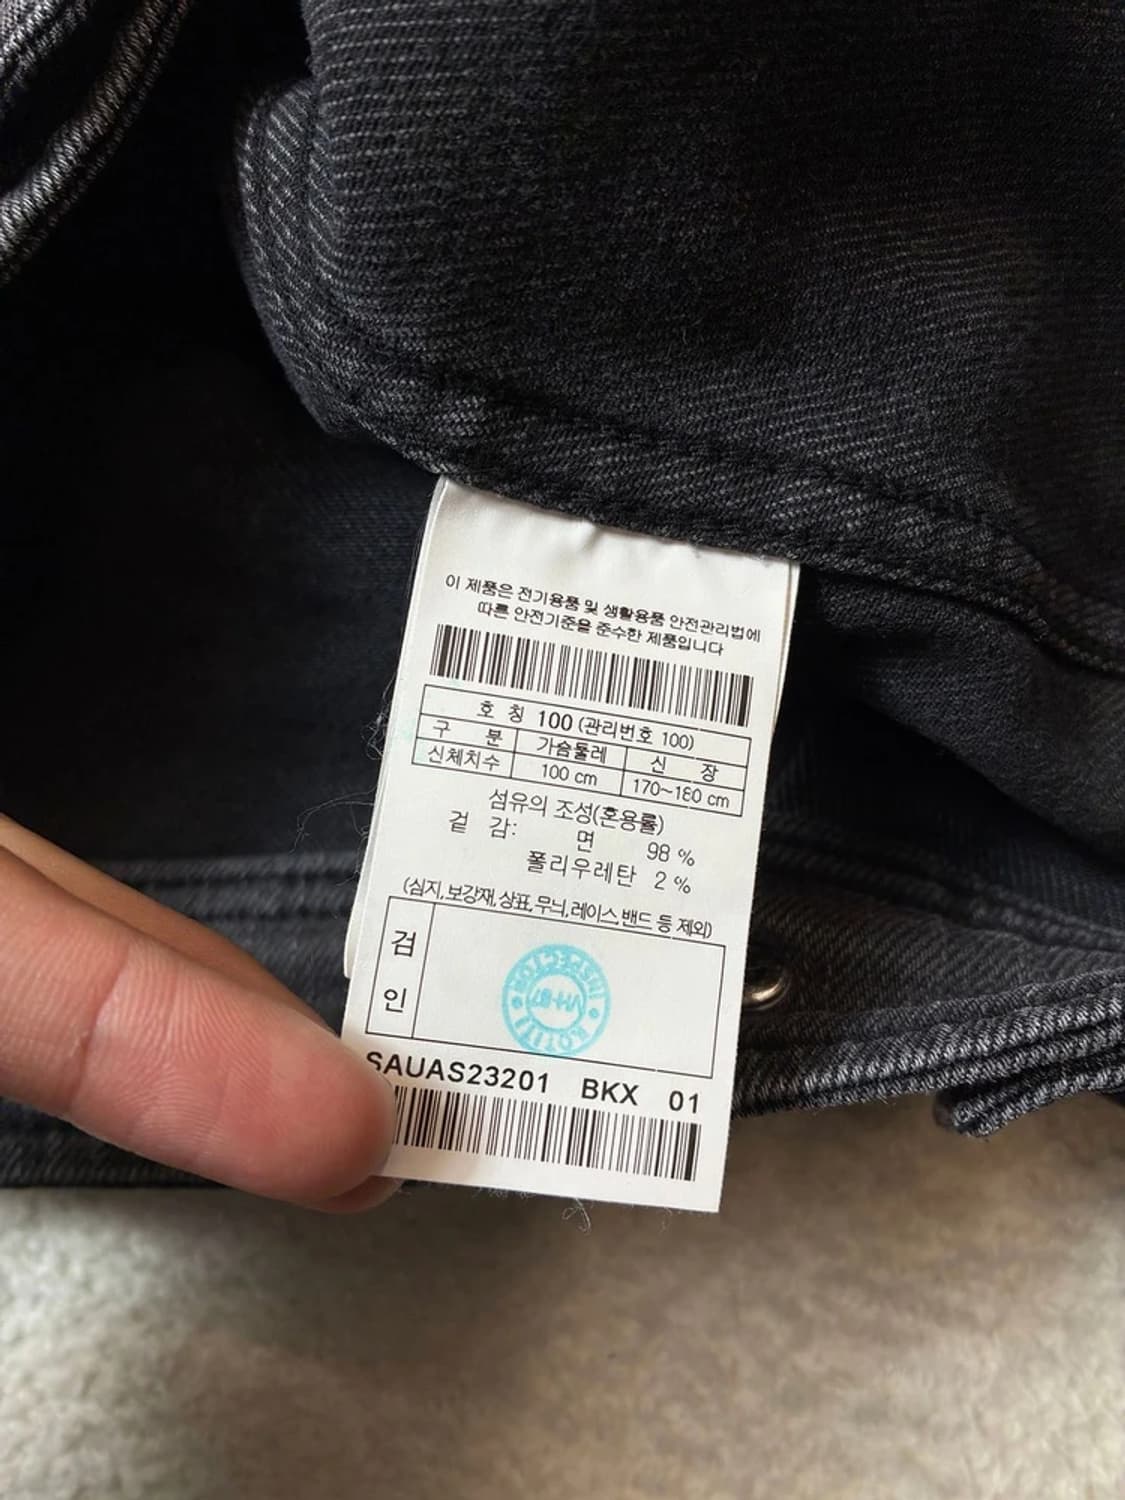 이 제품은 전기용품 및 생활용품 안전관리법에
따른 안전기준을 준수한 제품입니다
호 칭 100 (관리번호 100)
구 분 가슴둘레 신 장
신체치수 100 cm 170~180 cm
섬유의 조성(혼용률)
겉 감: 면 98 %
폴리우레탄 2 %
(심지,보강재,상표,무늬,레이스,밴드 등 제외)
검
인
INSPECTOR
KOTITI
SAUAS23201 BKX 01